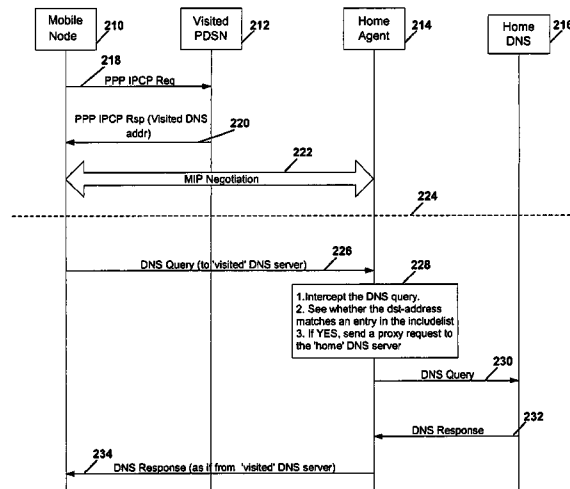 Mobile
Node
210
Visited
PDSN
212
Home
Agent
214
Home
DNS
216
218
PPP IPCP Req
PPP IPCP Rsp (Visited DNS
addr)
220
222
MIP Negotiation
224
226
DNS Query (to 'visited' DNS server)
228
1.Intercept the DNS query.
2. See whether the dst-address
matches an entry in the includelist
3. If YES, send a proxy request to
the 'home' DNS server
230
DNS Query
232
DNS Response
234
DNS Response (as if from 'visited' DNS server)